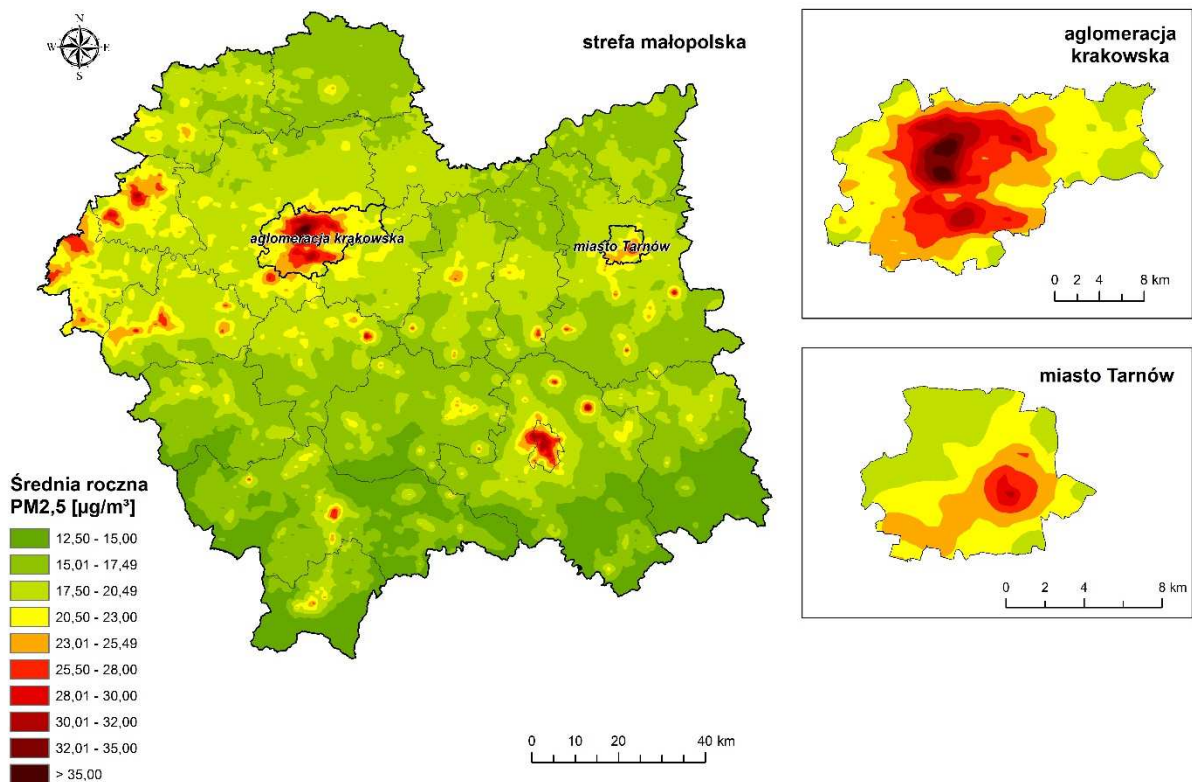 N
W E
S
strefa małopolska
aglomeracja krakowska
miasto Tarnów
Średnia roczna
PM2,5 [µg/m³]
12,50 - 15,00
15,01 - 17,49
17,50 - 20,49
20,50 - 23,00
23,01 - 25,49
25,50 - 28,00
28,01 - 30,00
30,01 - 32,00
32,01 - 35,00
> 35,00
0 10 20 40 km
aglomeracja
krakowska
0 2 4 8 km
miasto Tarnów
0 2 4 8 km